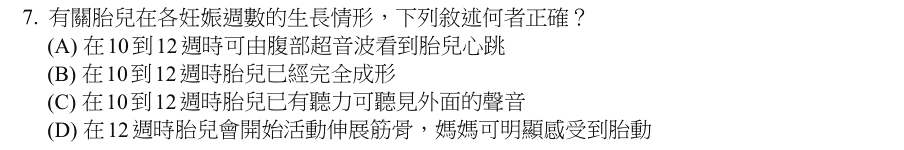 7. 有關胎兒在各妊娠週數的生長情形，下列敘述何者正確？
(A) 在10到12週時可由腹部超音波看到胎兒心跳
(B) 在10到12週時胎兒已經完全成形
(C) 在10到12週時胎兒已有聽力可聽見外面的聲音
(D) 在12週時胎兒會開始活動伸展筋骨，媽媽可明顯感受到胎動